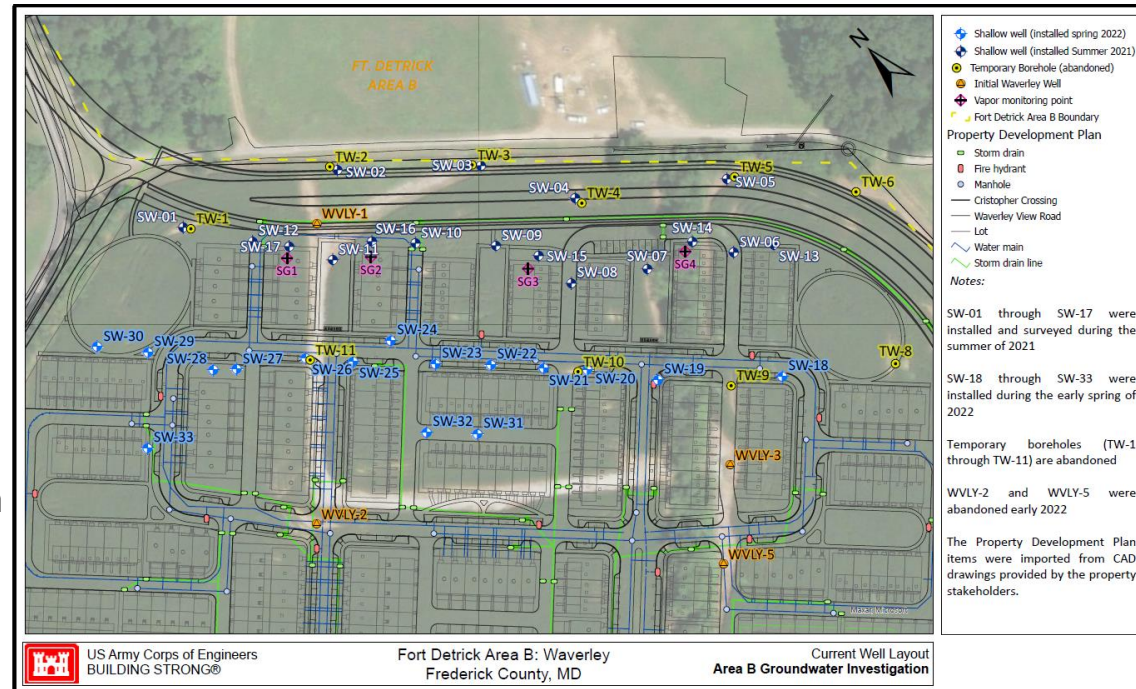 FT. DETRICK
AREA B
N
TW-2
SW-02
SW-03
TW-3
SW-04
TW-4
TW-5
SW-05
TW-6
SW-01
TW-1
WVLY-1
SW-12
SW-17
SG1
SW-11
SW-16
SW-10
SG2
SW-09
SW-15
SG3
SW-08
SW-07
SW-14
SG4
SW-06
SW-13
SW-30
SW-29
SW-28
SW-27
TW-11
SW-26
SW-25
SW-24
SW-23
SW-22
SW-21
TW-10
SW-20
SW-19
TW-9
SW-18
TW-8
SW-33
SW-32
SW-31
WVLY-3
WVLY-2
WVLY-5
Shallow well (installed spring 2022)
Shallow well (installed Summer 2021)
Temporary Borehole (abandoned)
Initial Waverley Well
Vapor monitoring point
Fort Detrick Area B Boundary
Property Development Plan
Storm drain
Fire hydrant
Manhole
Cristopher Crossing
Waverley View Road
Lot
Water main
Storm drain line
Notes:
SW-01 through SW-17 were
installed and surveyed during the
summer of 2021
SW-18 through SW-33 were
installed during the early spring of
2022
Temporary boreholes (TW-1
through TW-11) are abandoned
WVLY-2 and WVLY-5 were
abandoned early 2022
The Property Development Plan
items were imported from CAD
drawings provided by the property
stakeholders.
US Army Corps of Engineers
BUILDING STRONG®
Fort Detrick Area B: Waverley
Frederick County, MD
Current Well Layout
Area B Groundwater Investigation